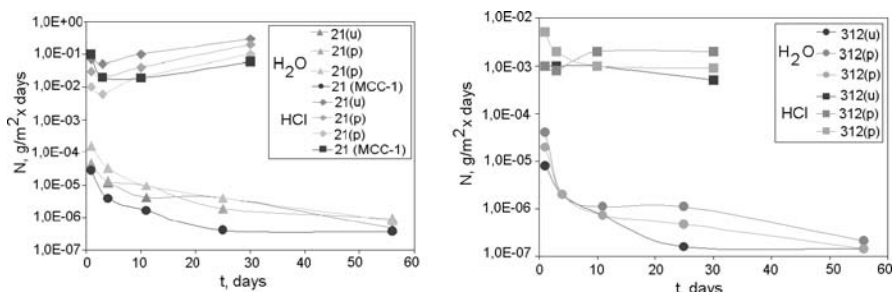 1,0E+00
1,0E-01
1,0E-02
1,0E-03
1,0E-04
1,0E-05
1,0E-06
1,0E-07
N, g/m²x days
0 10 20 30 40 50 60
t, days
H₂O
HCl
21(u)
21(p)
21(p)
21 (MCC-1)
21(u)
21(p)
21(p)
21 (MCC-1)
1,0E-02
1,0E-03
1,0E-04
1,0E-05
1,0E-06
1,0E-07
N, g/m²x days
0 10 20 30 40 50 60
t, days
H₂O
HCl
312(u)
312(p)
312(p)
312(u)
312(p)
312(p)